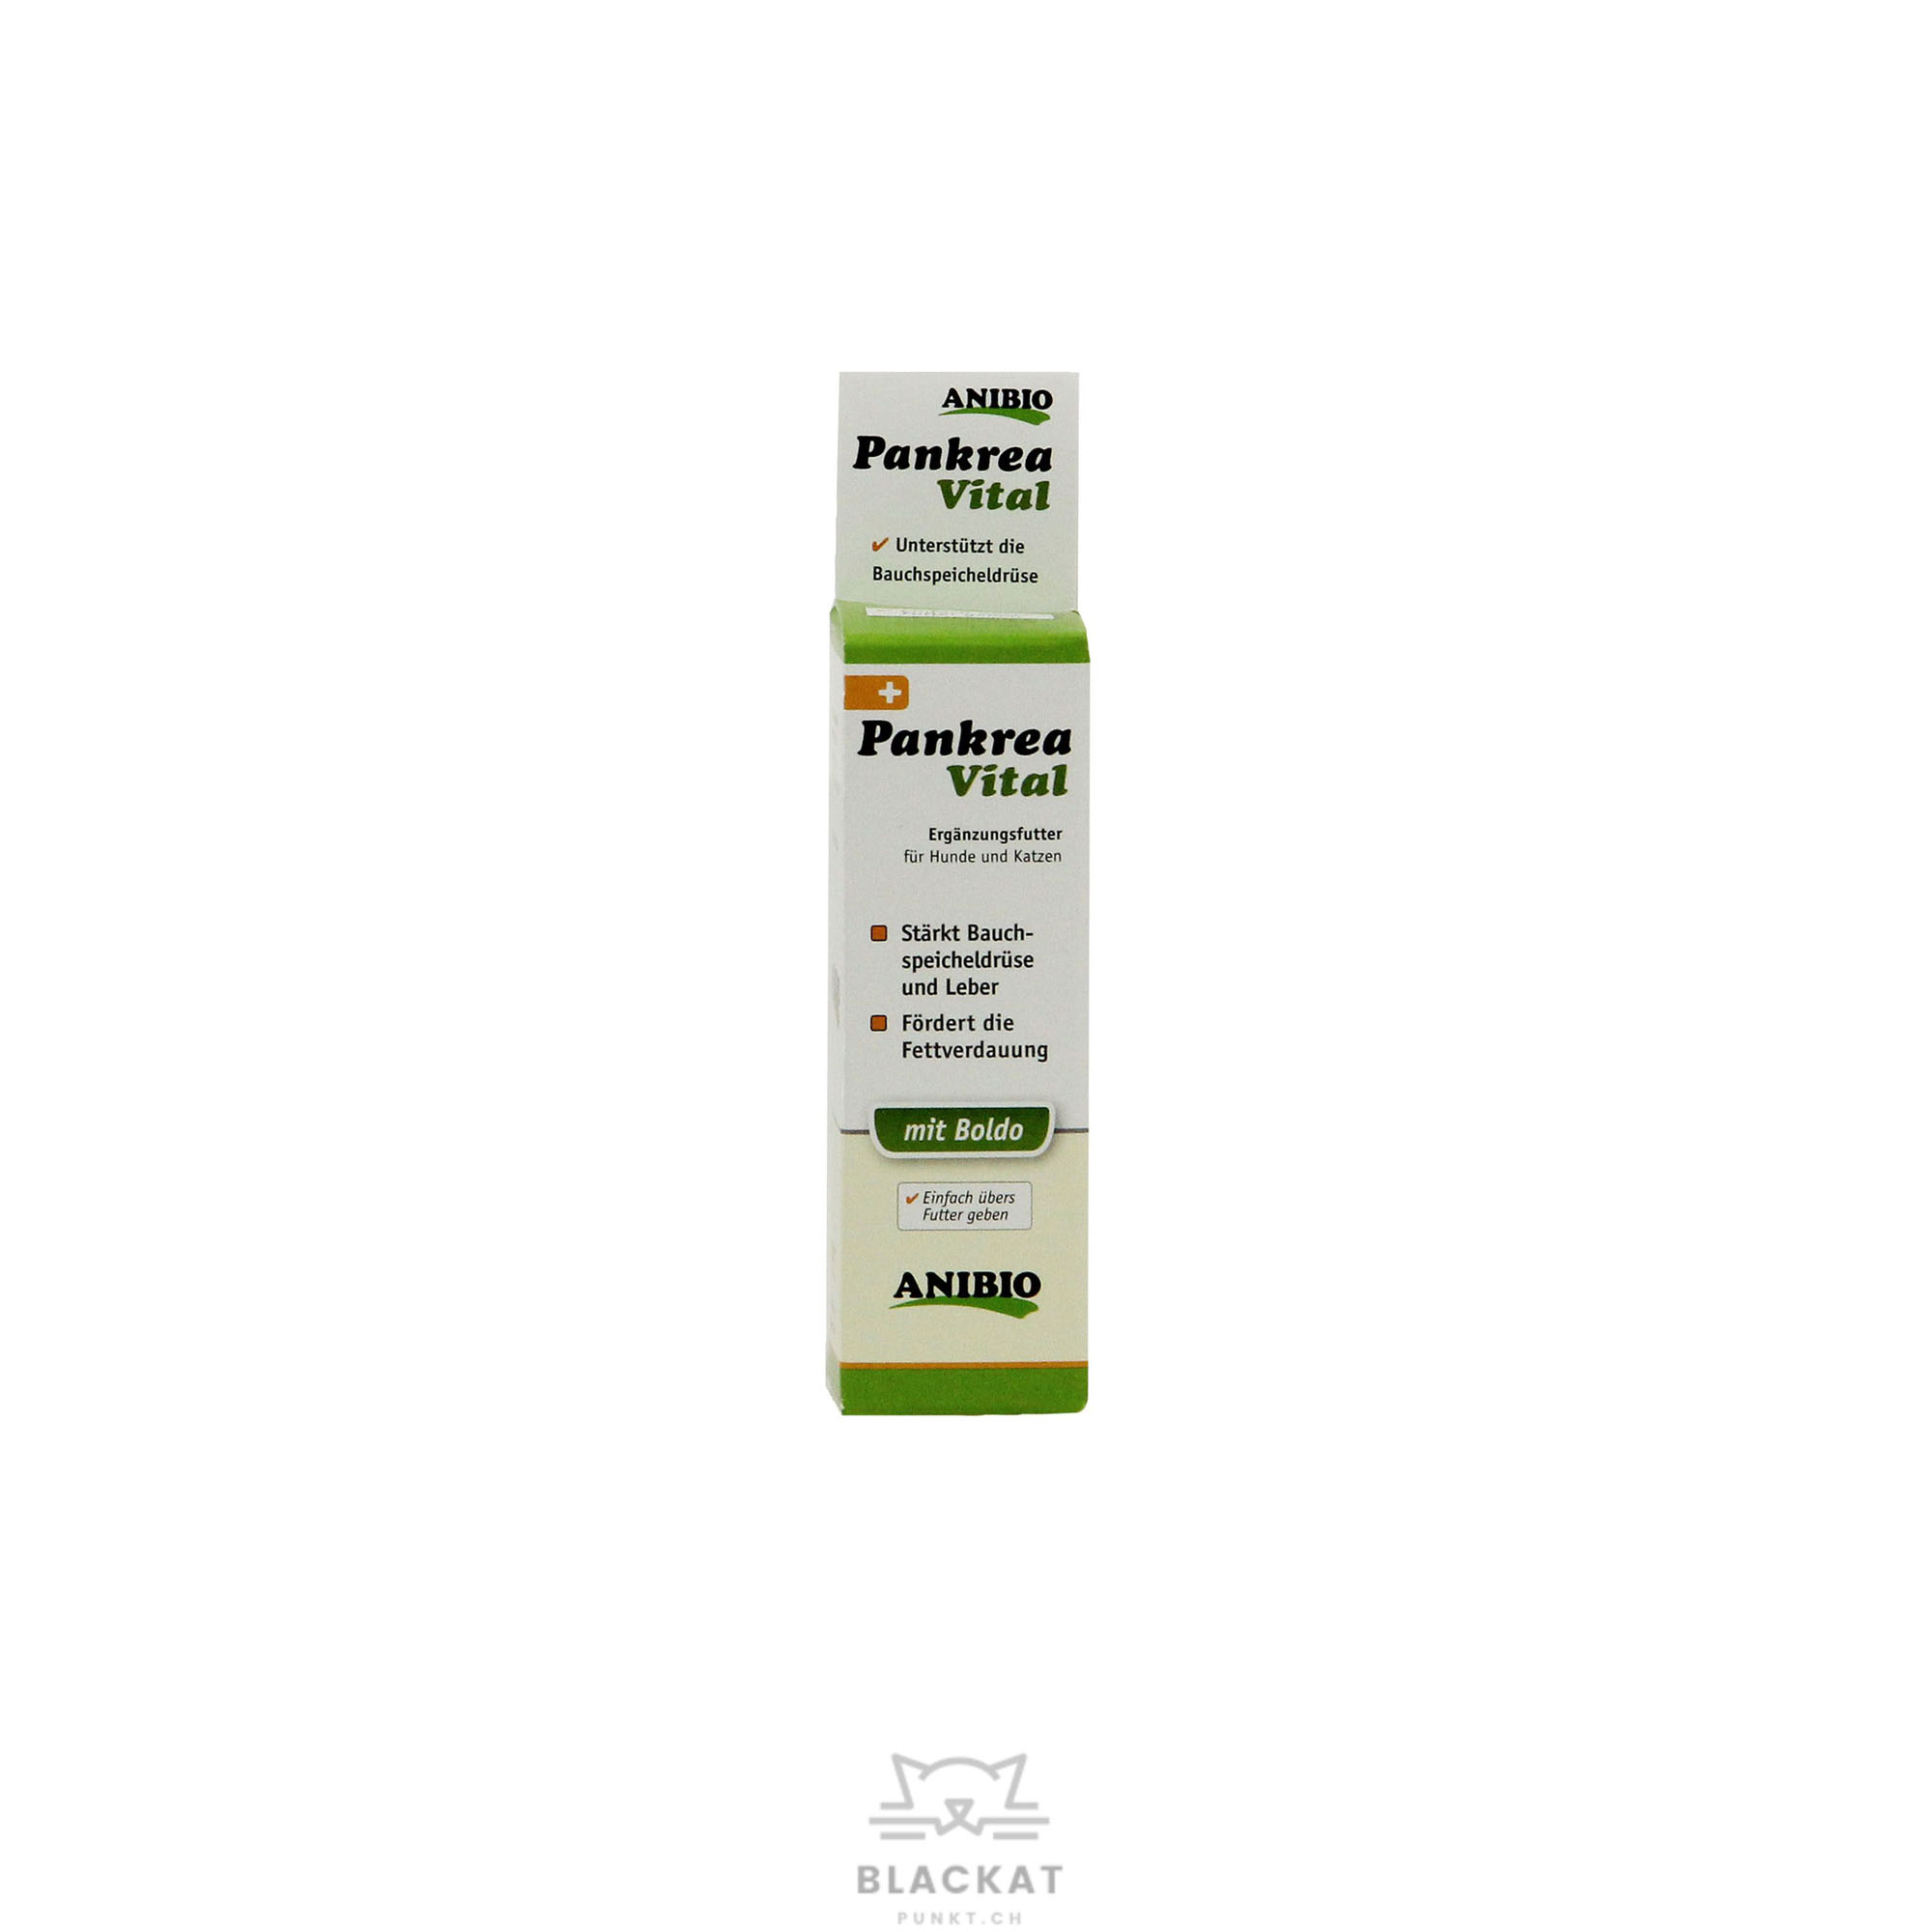 ANIBIO
Pankrea
Vital
✓ Unterstützt die
Bauchspeicheldrüse
Pankrea
Vital
Ergänzungsfutter
für Hunde und Katzen
Stärkt Bauch-
speicheldrüse
und Leber
Fördert die
Fettverdauung
mit Boldo
✓ Einfach übers
Futter geben
ANIBIO
BLACKAT
PUNKT.CH